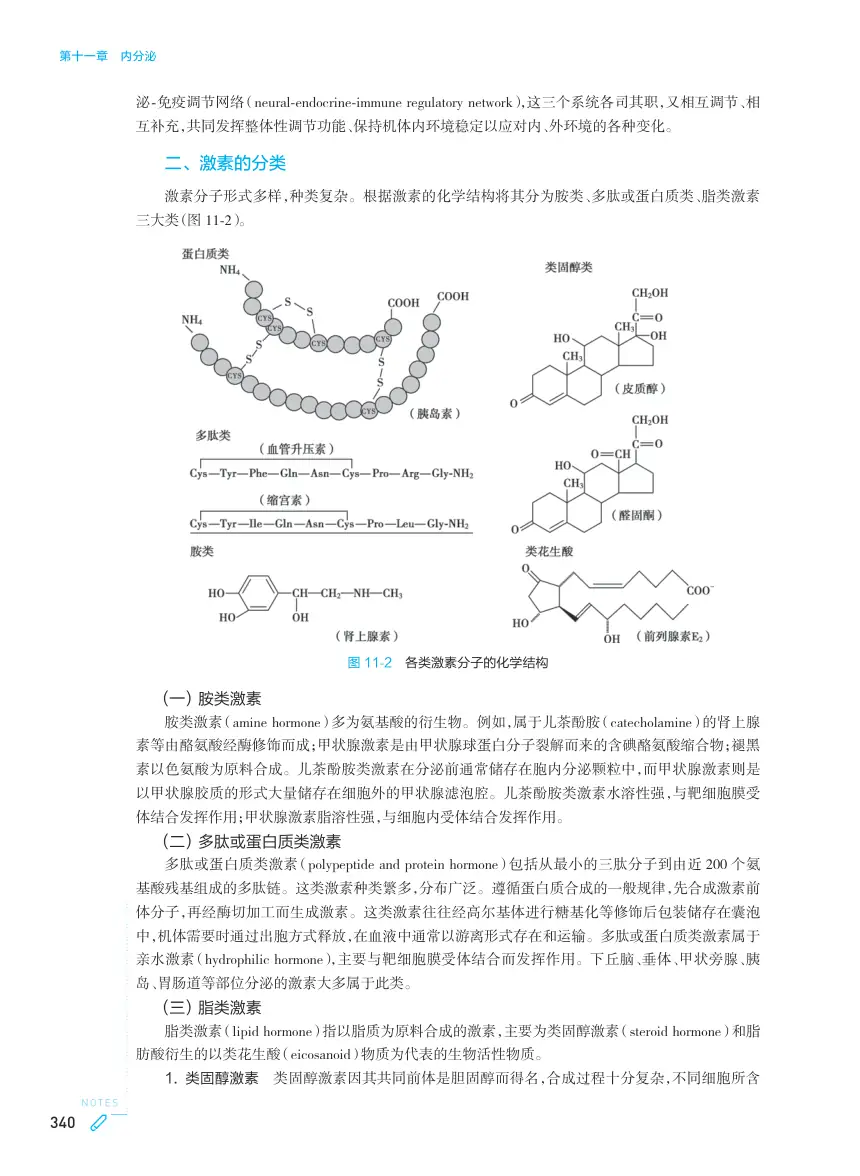 第十一章 内分泌
泌-免疫调节网络（neural-endocrine-immune regulatory network），这三个系统各司其职，又相互调节、相
互补充，共同发挥整体性调节功能、保持机体内环境稳定以应对内、外环境的各种变化。
二、激素的分类
激素分子形式多样，种类复杂。根据激素的化学结构将其分为胺类、多肽或蛋白质类、脂类激素
三大类（图 11-2）。
蛋白质类
NH₄
NH₄
S
S
COOH
COOH
CYS
CYS
CYS
CYS
S
S
S
S
CYS
CYS
（胰岛素）
多肽类
（血管升压素）
Cys—Tyr—Phe—Gln—Asn—Cys—Pro—Arg—Gly-NH₂
（缩宫素）
Cys—Tyr—Ile—Gln—Asn—Cys—Pro—Leu—Gly-NH₂
胺类
HO
HO
CH—CH₂—NH—CH₃
OH
（肾上腺素）
类固醇类
CH₂OH
C═O
CH₃
OH
HO
CH₃
O
（皮质醇）
CH₂OH
C═O
O═CH
HO
CH₃
O
（醛固酮）
类花生酸
O
COO⁻
HO
OH
（前列腺素E₂）
图 11-2 各类激素分子的化学结构
（一）胺类激素
胺类激素（amine hormone）多为氨基酸的衍生物。例如，属于儿茶酚胺（catecholamine）的肾上腺
素等由酪氨酸经酶修饰而成；甲状腺激素是由甲状腺球蛋白分子裂解而来的含碘酪氨酸缩合物；褪黑
素以色氨酸为原料合成。儿茶酚胺类激素在分泌前通常储存在胞内分泌颗粒中，而甲状腺激素则是
以甲状腺胶质的形式大量储存在细胞外的甲状腺滤泡腔。儿茶酚胺类激素水溶性强，与靶细胞膜受
体结合发挥作用；甲状腺激素脂溶性强，与细胞内受体结合发挥作用。
（二）多肽或蛋白质类激素
多肽或蛋白质类激素（polypeptide and protein hormone）包括从最小的三肽分子到由近 200 个氨
基酸残基组成的多肽链。这类激素种类繁多，分布广泛。遵循蛋白质合成的一般规律，先合成激素前
体分子，再经酶切加工而生成激素。这类激素往往经高尔基体进行糖基化等修饰后包装储存在囊泡
中，机体需要时通过出胞方式释放，在血液中通常以游离形式存在和运输。多肽或蛋白质类激素属于
亲水激素（hydrophilic hormone），主要与靶细胞膜受体结合而发挥作用。下丘脑、垂体、甲状旁腺、胰
岛、胃肠道等部位分泌的激素大多属于此类。
（三）脂类激素
脂类激素（lipid hormone）指以脂质为原料合成的激素，主要为类固醇激素（steroid hormone）和脂
肪酸衍生的以类花生酸（eicosanoid）物质为代表的生物活性物质。
1. 类固醇激素 类固醇激素因其共同前体是胆固醇而得名，合成过程十分复杂，不同细胞所含
NOTES
340